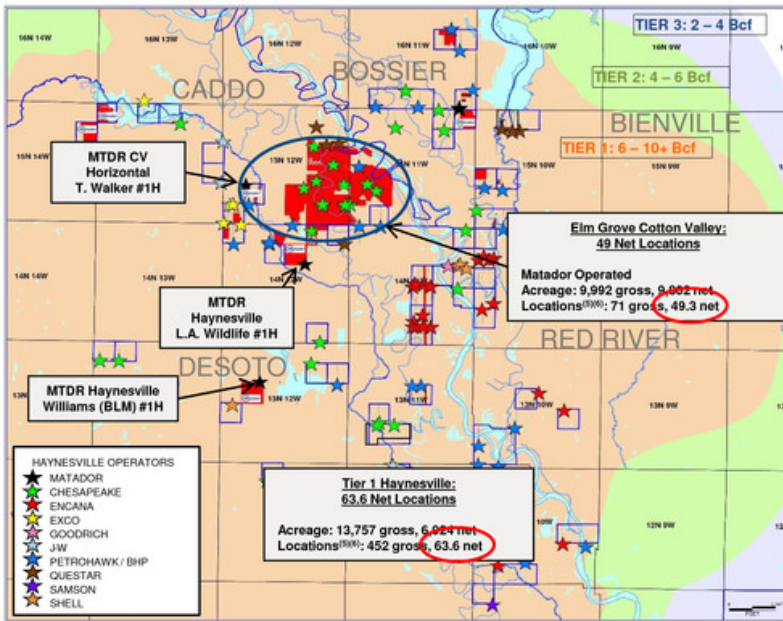 16N 14W
16N 13W
16N 12W
16N 11W
16N 10W
16N 9W
TIER 3: 2 – 4 Bcf
TIER 2: 4 – 6 Bcf
TIER 1: 6 – 10+ Bcf
CADDO
BOSSIER
BIENVILLE
15N 14W
15N 12W
15N 11W
15N 10W
15N 9W
MTDR CV
Horizontal
T. Walker #1H
Elm Grove Cotton Valley:
49 Net Locations
Matador Operated
Acreage: 9,992 gross, net
Locations(5)(6): 71 gross, 49.3 net
14N 14W
14N 13W
14N
MTDR
Haynesville
L.A. Wildlife #1H
RED RIVER
DESOTO
MTDR Haynesville
Williams (BLM) #1H
13N 12W
13N 11W
13N 10W
13N 9W
Tier 1 Haynesville:
63.6 Net Locations
Acreage: 13,757 gross, net
Locations(5)(6): 452 gross, 63.6 net
12N 9W
HAYNESVILLE OPERATORS
MATADOR
CHESAPEAKE
ENCANA
EXCO
GOODRICH
J-W
PETROHAWK / BHP
QUESTAR
SAMSON
SHELL
FEET